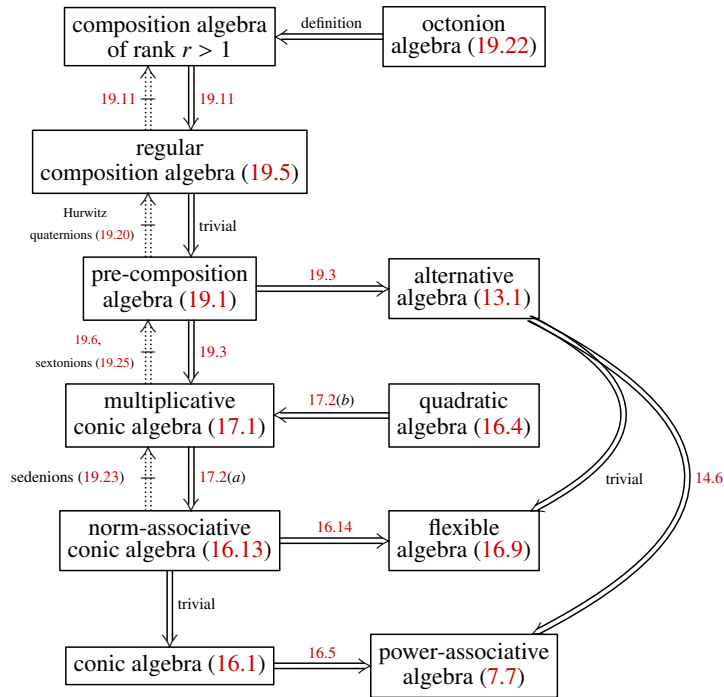 composition algebra
of rank r > 1
definition
octonion
algebra (19.22)
19.11
19.11
regular
composition algebra (19.5)
Hurwitz
quaternions (19.20)
trivial
pre-composition
algebra (19.1)
19.3
alternative
algebra (13.1)
19.6,
sextonions (19.25)
19.3
multiplicative
conic algebra (17.1)
17.2(b)
quadratic
algebra (16.4)
sedenions (19.23)
17.2(a)
trivial
14.6
norm-associative
conic algebra (16.13)
16.14
flexible
algebra (16.9)
trivial
conic algebra (16.1)
16.5
power-associative
algebra (7.7)